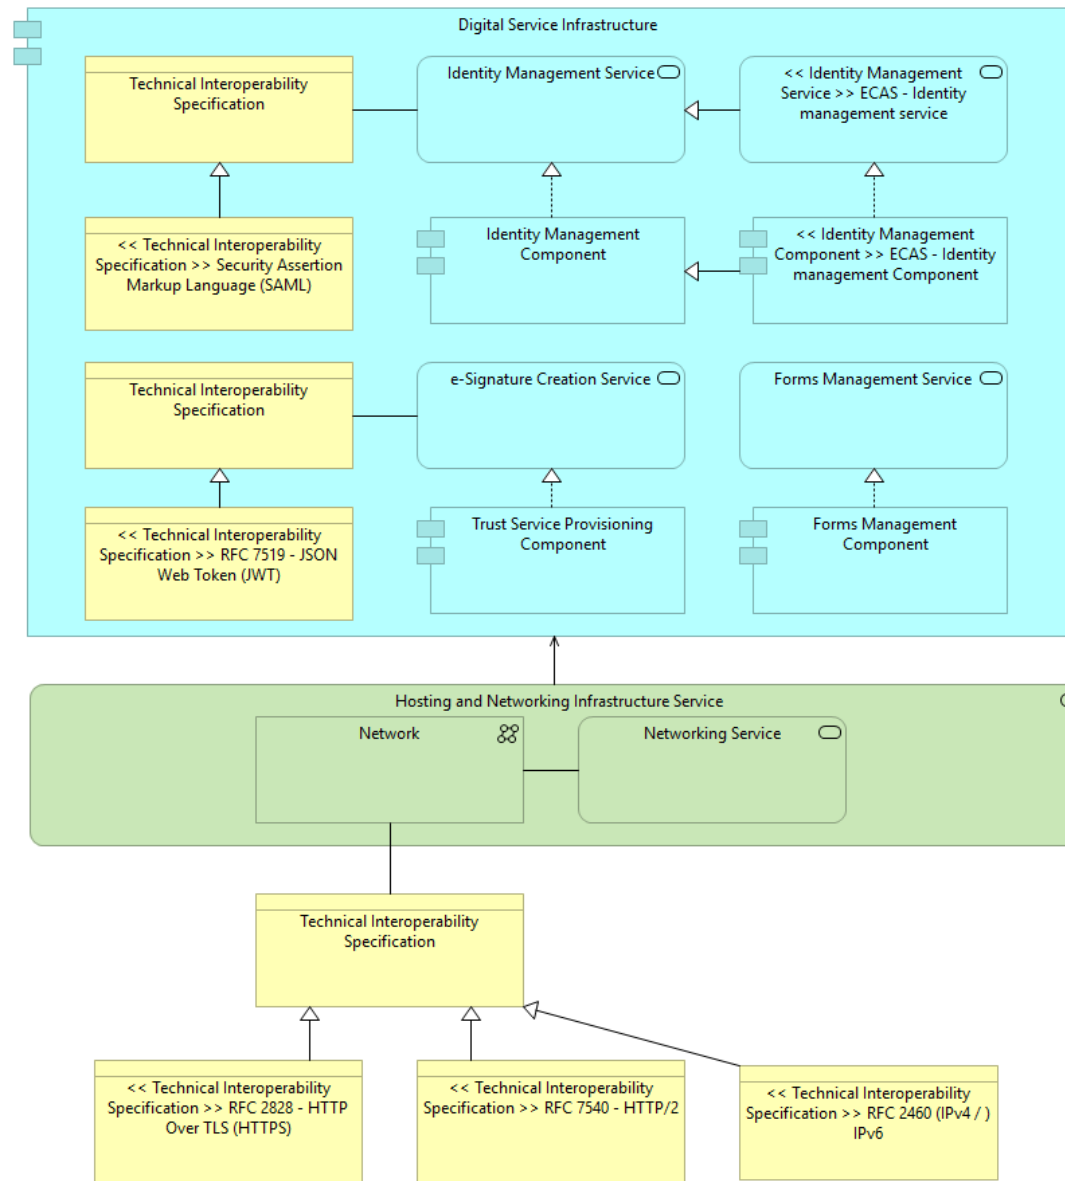 Digital Service Infrastructure
Technical Interoperability
Specification
Identity Management Service
<< Identity Management
Service >> ECAS - Identity
management service
<< Technical Interoperability
Specification >> Security Assertion
Markup Language (SAML)
Identity Management
Component
<< Identity Management
Component >> ECAS - Identity
management Component
Technical Interoperability
Specification
e-Signature Creation Service
Forms Management Service
<< Technical Interoperability
Specification >> RFC 7519 - JSON
Web Token (JWT)
Trust Service Provisioning
Component
Forms Management
Component
Hosting and Networking Infrastructure Service
Network
Networking Service
Technical Interoperability
Specification
<< Technical Interoperability
Specification >> RFC 2828 - HTTP
Over TLS (HTTPS)
<< Technical Interoperability
Specification >> RFC 7540 - HTTP/2
<< Technical Interoperability
Specification >> RFC 2460 (IPv4 / )
IPv6